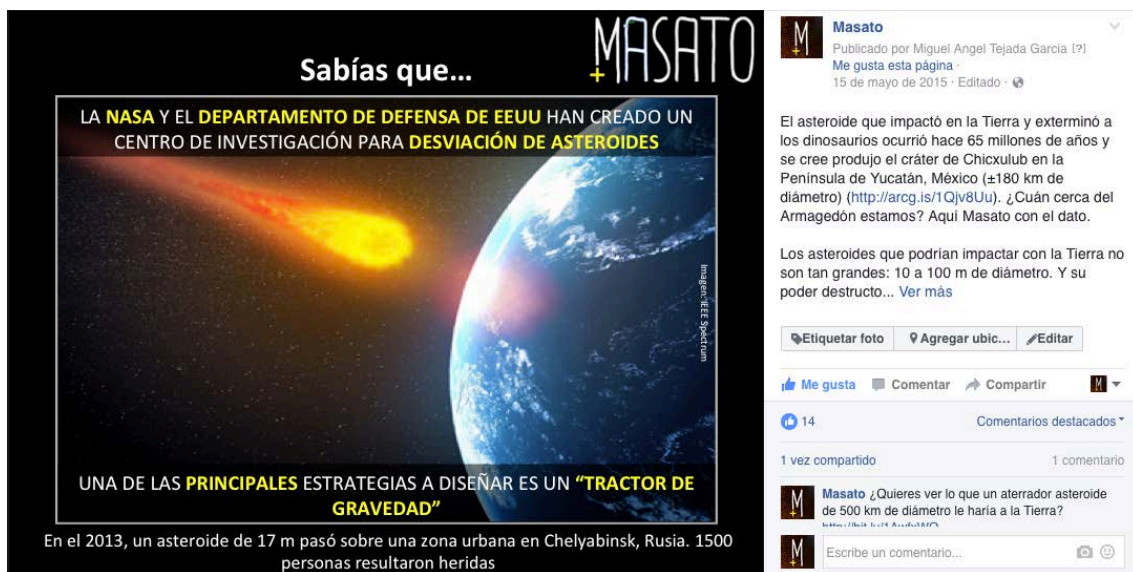 MASATO
Sabías que...
LA NASA Y EL DEPARTAMENTO DE DEFENSA DE EEUU HAN CREADO UN
CENTRO DE INVESTIGACIÓN PARA DESVIACIÓN DE ASTEROIDES
Imagen: IEEE Spectrum
UNA DE LAS PRINCIPALES ESTRATEGIAS A DISEÑAR ES UN “TRACTOR DE
GRAVEDAD”
En el 2013, un asteroide de 17 m pasó sobre una zona urbana en Chelyabinsk, Rusia. 1500
personas resultaron heridas
Masato
Publicado por Miguel Angel Tejada Garcia [?]
Me gusta esta página ·
15 de mayo de 2015 · Editado ·
El asteroide que impactó en la Tierra y exterminó a
los dinosaurios ocurrió hace 65 millones de años y
se cree produjo el cráter de Chicxulub en la
Península de Yucatán, México (±180 km de
diámetro) (http://arcg.is/1Qjv8Uu). ¿Cuán cerca del
Armagedón estamos? Aquí Masato con el dato.
Los asteroides que podrían impactar con la Tierra no
son tan grandes: 10 a 100 m de diámetro. Y su
poder destructo... Ver más
Etiquetar foto Agregar ubic... Editar
Me gusta Comentar Compartir
14 Comentarios destacados
1 vez compartido 1 comentario
Masato ¿Quieres ver lo que un aterrador asteroide
de 500 km de diámetro le haría a la Tierra?
Escribe un comentario...